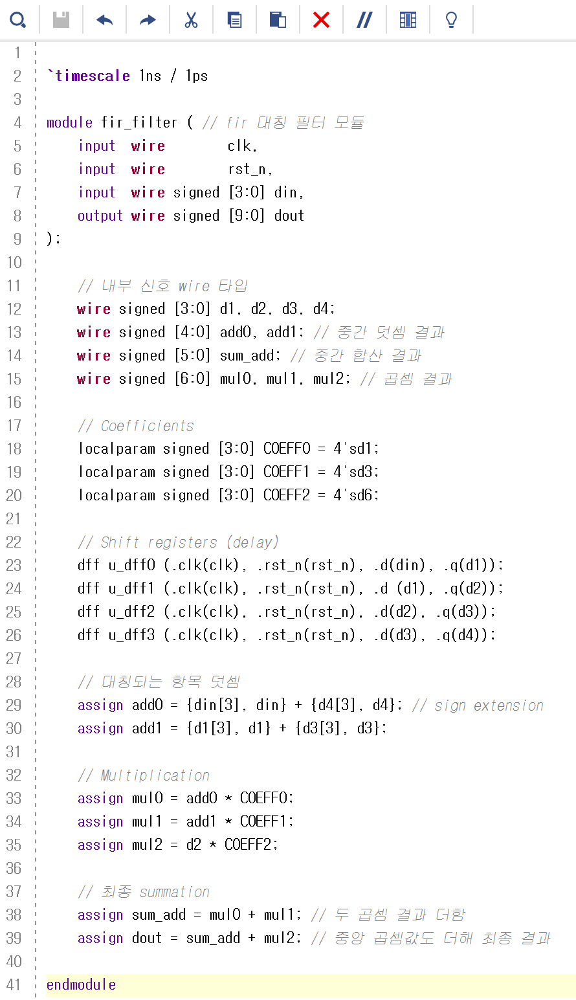 1
2 `timescale 1ns / 1ps
3
4 module fir_filter ( // fir 대칭 필터 모듈
5     input  wire        clk,
6     input  wire        rst_n,
7     input  wire signed [3:0] din,
8     output wire signed [9:0] dout
9 );
10
11     // 내부 신호 wire 타입
12     wire signed [3:0] d1, d2, d3, d4;
13     wire signed [4:0] add0, add1; // 중간 덧셈 결과
14     wire signed [5:0] sum_add; // 중간 합산 결과
15     wire signed [6:0] mul0, mul1, mul2; // 곱셈 결과
16
17     // Coefficients
18     localparam signed [3:0] COEFF0 = 4'sd1;
19     localparam signed [3:0] COEFF1 = 4'sd3;
20     localparam signed [3:0] COEFF2 = 4'sd6;
21
22     // Shift registers (delay)
23     dff u_dff0 (.clk(clk), .rst_n(rst_n), .d(din), .q(d1));
24     dff u_dff1 (.clk(clk), .rst_n(rst_n), .d (d1), .q(d2));
25     dff u_dff2 (.clk(clk), .rst_n(rst_n), .d(d2), .q(d3));
26     dff u_dff3 (.clk(clk), .rst_n(rst_n), .d(d3), .q(d4));
27
28     // 대칭되는 항목 덧셈
29     assign add0 = {din[3], din} + {d4[3], d4}; // sign extension
30     assign add1 = {d1[3], d1} + {d3[3], d3};
31
32     // Multiplication
33     assign mul0 = add0 * COEFF0;
34     assign mul1 = add1 * COEFF1;
35     assign mul2 = d2 * COEFF2;
36
37     // 최종 summation
38     assign sum_add = mul0 + mul1; // 두 곱셈 결과 더함
39     assign dout = sum_add + mul2; // 중앙 곱셈값도 더해 최종 결과
40
41 endmodule